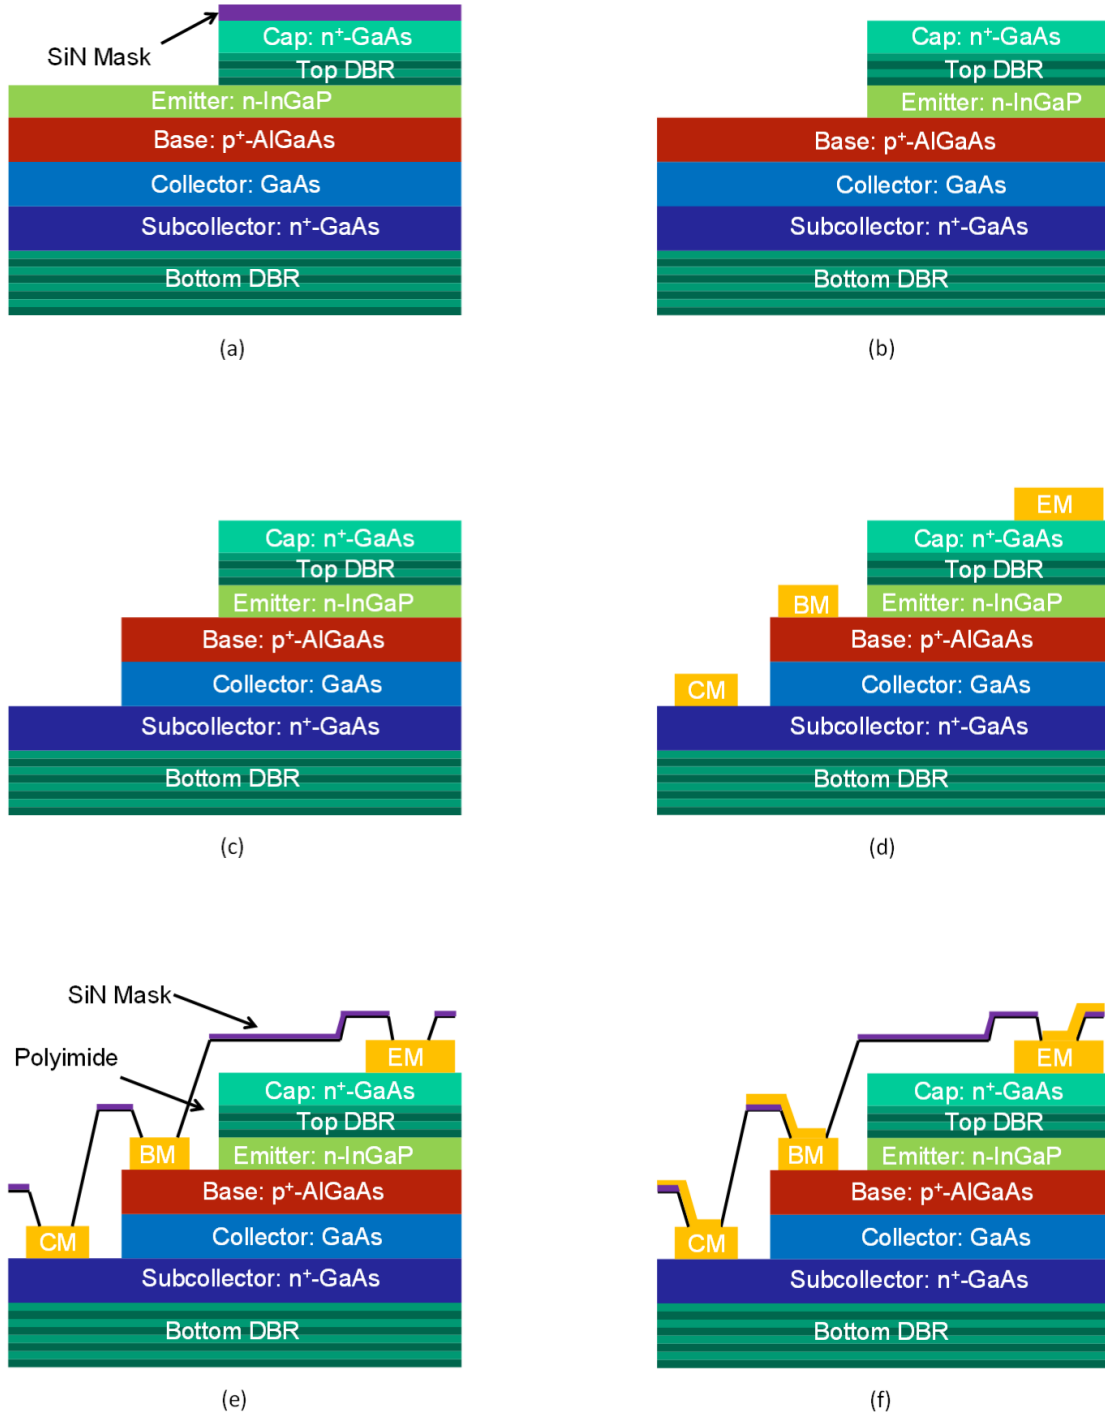 SiN Mask
Cap: n⁺-GaAs
Top DBR
Emitter: n-InGaP
Base: p⁺-AlGaAs
Collector: GaAs
Subcollector: n⁺-GaAs
Bottom DBR
(a)
Cap: n⁺-GaAs
Top DBR
Emitter: n-InGaP
Base: p⁺-AlGaAs
Collector: GaAs
Subcollector: n⁺-GaAs
Bottom DBR
(b)
Cap: n⁺-GaAs
Top DBR
Emitter: n-InGaP
Base: p⁺-AlGaAs
Collector: GaAs
Subcollector: n⁺-GaAs
Bottom DBR
(c)
EM
Cap: n⁺-GaAs
Top DBR
BM
Emitter: n-InGaP
Base: p⁺-AlGaAs
CM
Collector: GaAs
Subcollector: n⁺-GaAs
Bottom DBR
(d)
SiN Mask
Polyimide
EM
Cap: n⁺-GaAs
Top DBR
BM
Emitter: n-InGaP
Base: p⁺-AlGaAs
CM
Collector: GaAs
Subcollector: n⁺-GaAs
Bottom DBR
(e)
EM
Cap: n⁺-GaAs
Top DBR
BM
Emitter: n-InGaP
Base: p⁺-AlGaAs
CM
Collector: GaAs
Subcollector: n⁺-GaAs
Bottom DBR
(f)